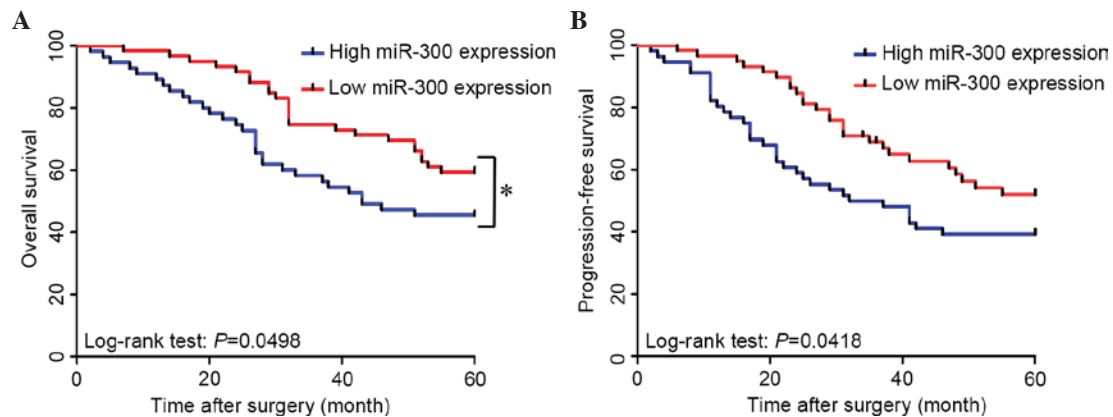 A
B
High miR-300 expression
Low miR-300 expression
Overall survival
100
80
60
40
20
0
*
Log-rank test: P=0.0498
0 20 40 60
Time after surgery (month)
High miR-300 expression
Low miR-300 expression
Progression-free survival
100
80
60
40
20
0
Log-rank test: P=0.0418
0 20 40 60
Time after surgery (month)